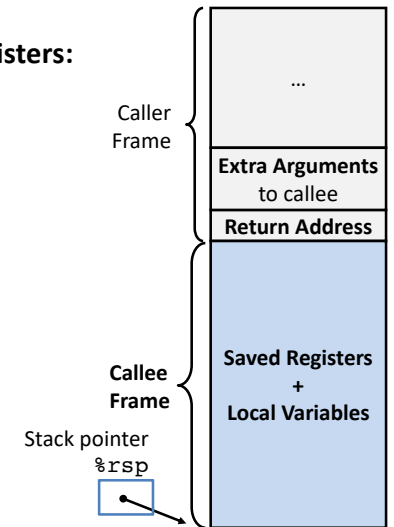 isters:
...
Caller
Frame
Extra Arguments
to callee
Return Address
Callee
Frame
Saved Registers
+
Local Variables
Stack pointer
%rsp